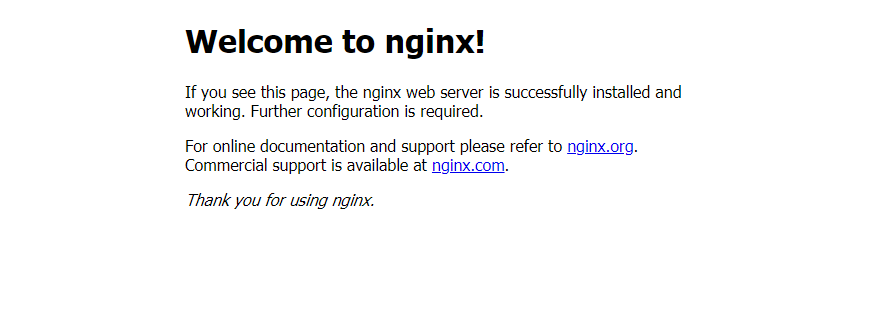 Welcome to nginx!
If you see this page, the nginx web server is successfully installed and
working. Further configuration is required.
For online documentation and support please refer to nginx.org.
Commercial support is available at nginx.com.
Thank you for using nginx.